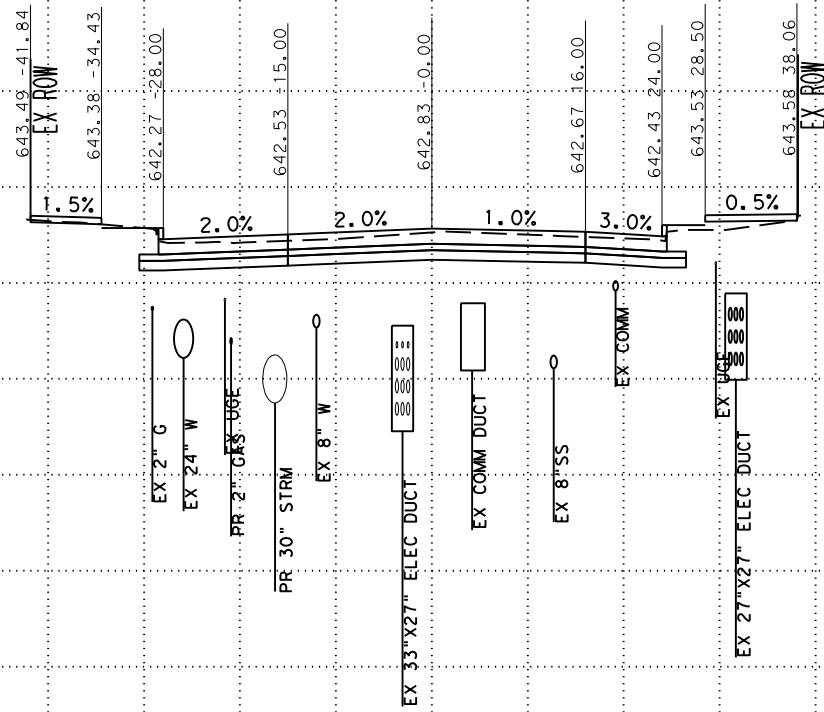 643.49 -41.84
EX ROW
643.38 -34.43
642.27 -28.00
642.53 -15.00
642.83 -0.00
642.67 16.00
642.43 24.00
643.53 28.50
643.58 38.06
EX ROW
1.5%
2.0%
2.0%
1.0%
3.0%
0.5%
EX 2" G
EX 24" W
EX UGE
PR 2" GAS
PR 30" STRM
EX 8" W
EX 33"X27" ELEC DUCT
EX COMM DUCT
EX 8"SS
EX COMM
EX UGE
EX 27"X27" ELEC DUCT